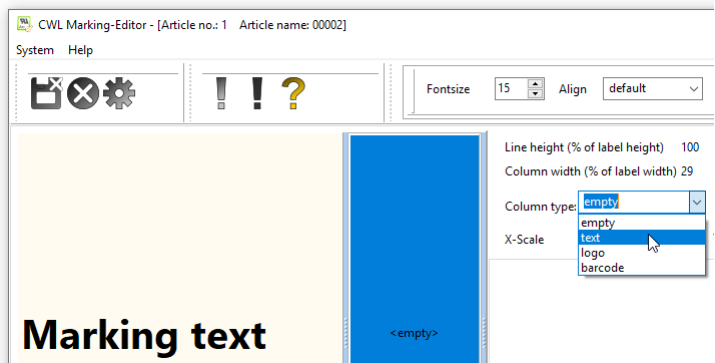 CWL Marking-Editor - [Article no.: 1 Article name: 00002]
System Help
Fontsize 15 Align default
Line height (% of label height) 100
Column width (% of label width) 29
Column type: empty
empty
text
X-Scale
logo
barcode
Marking text
<empty>